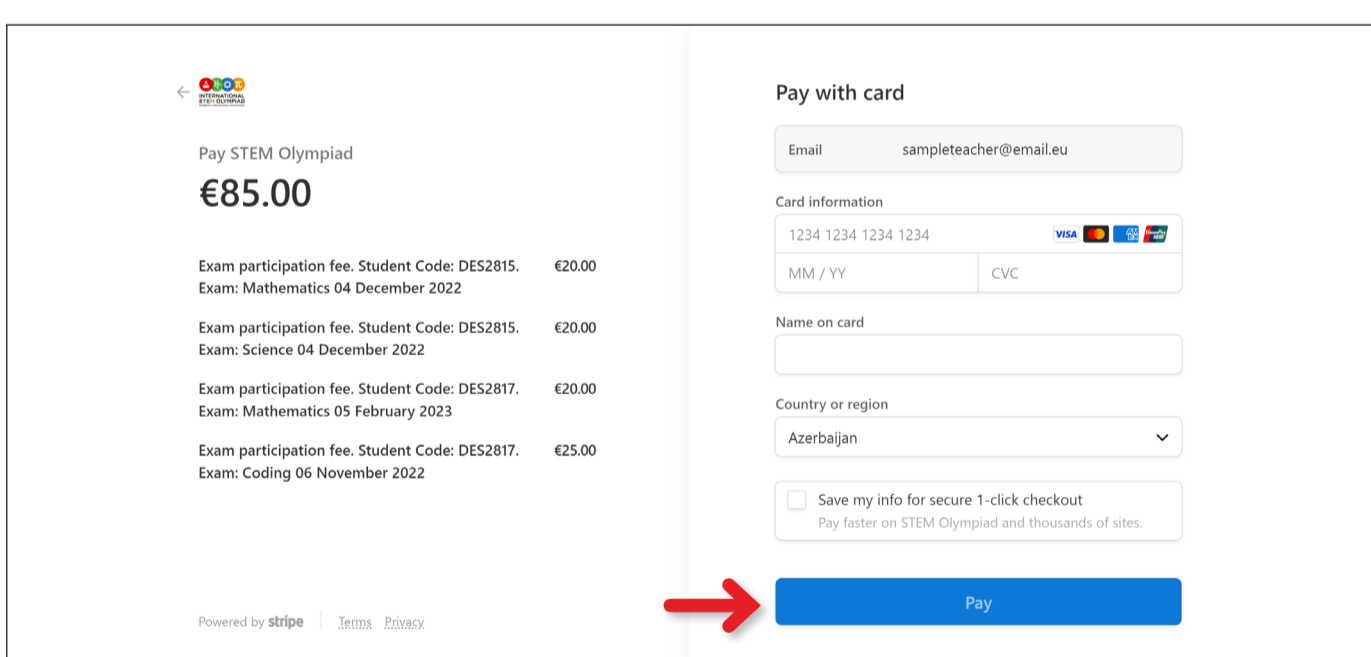 INTERNATIONAL
STEM OLYMPIAD
Pay STEM Olympiad
€85.00
Exam participation fee. Student Code: DES2815. €20.00
Exam: Mathematics 04 December 2022
Exam participation fee. Student Code: DES2815. €20.00
Exam: Science 04 December 2022
Exam participation fee. Student Code: DES2817. €20.00
Exam: Mathematics 05 February 2023
Exam participation fee. Student Code: DES2817. €25.00
Exam: Coding 06 November 2022
Powered by stripe Terms Privacy
Pay with card
Email sampleteacher@email.eu
Card information
1234 1234 1234 1234 VISA
MM / YY CVC
Name on card
Country or region
Azerbaijan
Save my info for secure 1-click checkout
Pay faster on STEM Olympiad and thousands of sites.
Pay